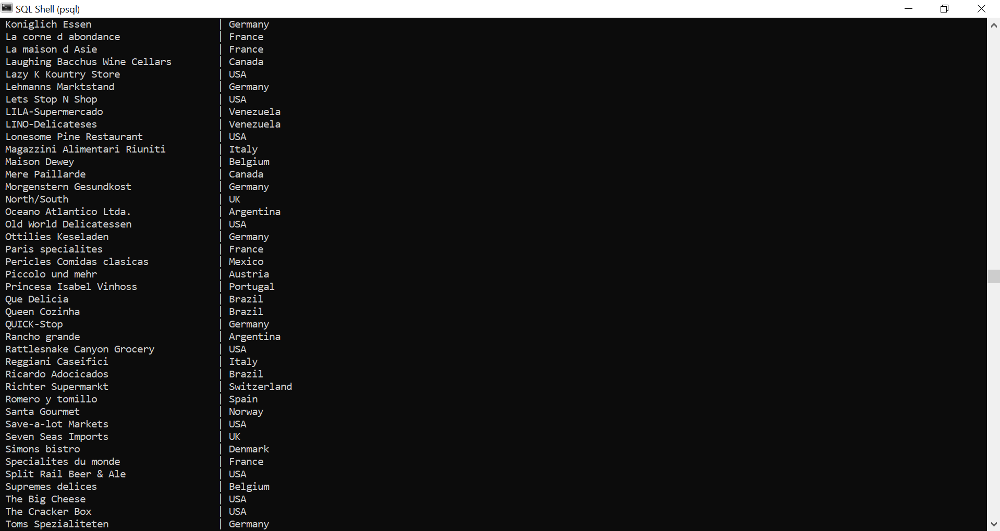 SQL Shell (psql)
Koniglich Essen | Germany
La corne d abondance | France
La maison d Asie | France
Laughing Bacchus Wine Cellars | Canada
Lazy K Kountry Store | USA
Lehmanns Marktstand | Germany
Lets Stop N Shop | USA
LILA-Supermercado | Venezuela
LINO-Delicateses | Venezuela
Lonesome Pine Restaurant | USA
Magazzini Alimentari Riuniti | Italy
Maison Dewey | Belgium
Mere Paillarde | Canada
Morgenstern Gesundkost | Germany
North/South | UK
Oceano Atlantico Ltda. | Argentina
Old World Delicatessen | USA
Ottilies Keseladen | Germany
Paris specialites | France
Pericles Comidas clasicas | Mexico
Piccolo und mehr | Austria
Princesa Isabel Vinhoss | Portugal
Que Delicia | Brazil
Queen Cozinha | Brazil
QUICK-Stop | Germany
Rancho grande | Argentina
Rattlesnake Canyon Grocery | USA
Reggiani Caseifici | Italy
Ricardo Adocicados | Brazil
Richter Supermarkt | Switzerland
Romero y tomillo | Spain
Santa Gourmet | Norway
Save-a-lot Markets | USA
Seven Seas Imports | UK
Simons bistro | Denmark
Specialites du monde | France
Split Rail Beer & Ale | USA
Supremes delices | Belgium
The Big Cheese | USA
The Cracker Box | USA
Toms Spezialiteten | Germany